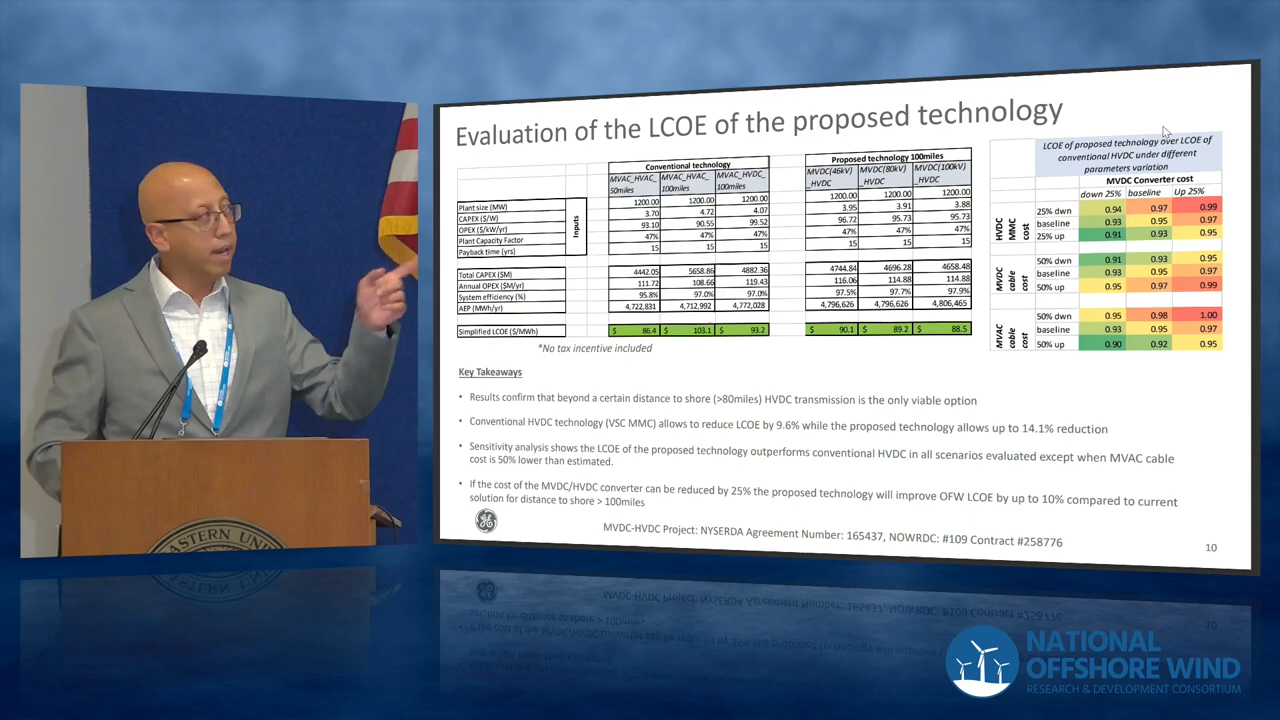 Evaluation of the LCOE of the proposed technology
Conventional technology
MVAC_HVAC_ 50miles MVAC_HVAC_ 100miles MVAC_HVDC_ 100miles
Plant size (MW) 1200.00 1200.00 1200.00
CAPEX ($/W) 3.70 4.72 4.07
OPEX ($/kW/yr) 93.10 90.55 99.52
Plant Capacity Factor 47% 47% 47%
Payback time (yrs) 15 15 15
Inputs
Total CAPEX ($M) 4442.05 5658.86 4882.36
Annual OPEX ($M/yr) 111.72 108.66 119.43
System efficiency (%) 95.8% 97.0% 97.0%
AEP (MWh/yr) 4,722,831 4,712,992 4,772,028
Simplified LCOE ($/MWh) $ 86.4 $ 103.1 $ 93.2
*No tax incentive included
Proposed technology 100miles
MVDC(46kV) _HVDC MVDC(80kV) _HVDC MVDC(100kV) _HVDC
1200.00 1200.00 1200.00
3.95 3.91 3.88
96.72 95.73 95.73
47% 47% 47%
15 15 15
4744.84 4696.28 4658.48
116.06 114.88 114.88
97.5% 97.7% 97.9%
4,796,626 4,796,626 4,806,465
$ 90.1 $ 89.2 $ 88.5
LCOE of proposed technology over LCOE of
conventional HVDC under different
parameters variation
MVDC Converter cost
down 25% baseline Up 25%
HVDC MMC cost
25% dwn 0.94 0.97 0.99
baseline 0.93 0.95 0.97
25% up 0.91 0.93 0.95
MVDC cable cost
50% dwn 0.91 0.93 0.95
baseline 0.93 0.95 0.97
50% up 0.95 0.97 0.99
MVAC cable cost
50% dwn 0.95 0.98 1.00
baseline 0.93 0.95 0.97
50% up 0.90 0.92 0.95
Key Takeaways
• Results confirm that beyond a certain distance to shore (>80miles) HVDC transmission is the only viable option
• Conventional HVDC technology (VSC MMC) allows to reduce LCOE by 9.6% while the proposed technology allows up to 14.1% reduction
• Sensitivity analysis shows the LCOE of the proposed technology outperforms conventional HVDC in all scenarios evaluated except when MVAC cable
cost is 50% lower than estimated.
• If the cost of the MVDC/HVDC converter can be reduced by 25% the proposed technology will improve OFW LCOE by up to 10% compared to current
solution for distance to shore > 100miles
MVDC-HVDC Project: NYSERDA Agreement Number: 165437, NOWRDC: #109 Contract #258776
10
NATIONAL
OFFSHORE WIND
RESEARCH & DEVELOPMENT CONSORTIUM